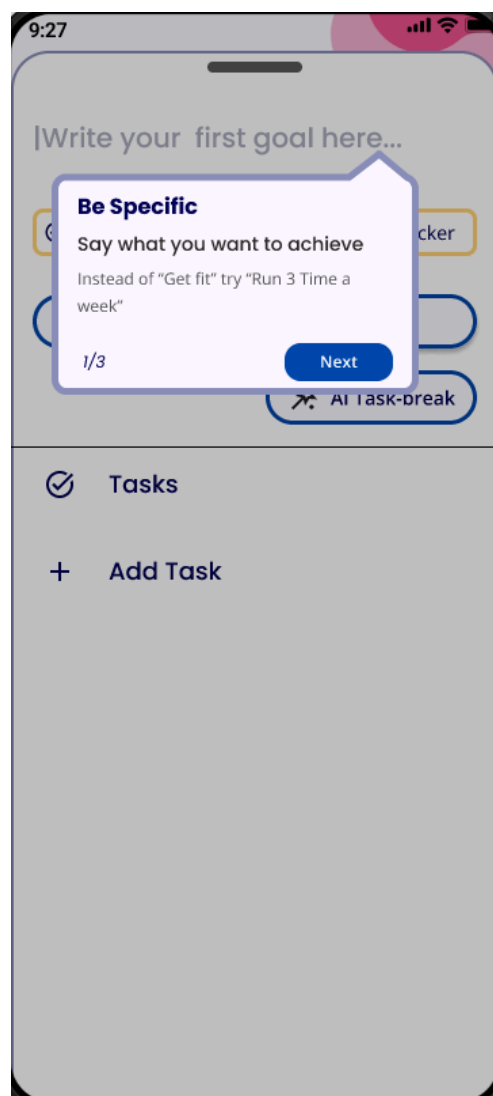 9:27
Write your first goal here...
Be Specific
Say what you want to achieve
Instead of “Get fit” try “Run 3 Time a
week”
1/3
Next
AI Task-break
Tasks
Add Task